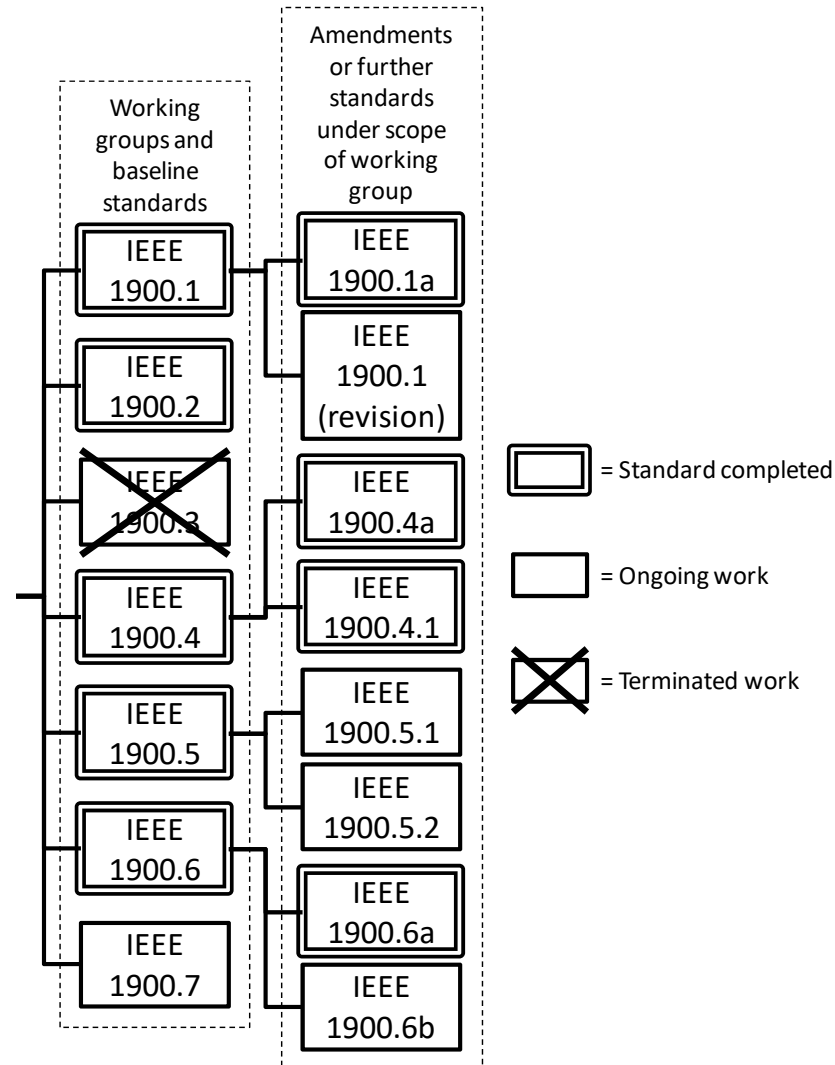 Working
groups and
baseline
standards
IEEE
1900.1
IEEE
1900.2
IEEE
1900.3
IEEE
1900.4
IEEE
1900.5
IEEE
1900.6
IEEE
1900.7
Amendments
or further
standards
under scope
of working
group
IEEE
1900.1a
IEEE
1900.1
(revision)
IEEE
1900.4a
IEEE
1900.4.1
IEEE
1900.5.1
IEEE
1900.5.2
IEEE
1900.6a
IEEE
1900.6b
= Standard completed
= Ongoing work
= Terminated work